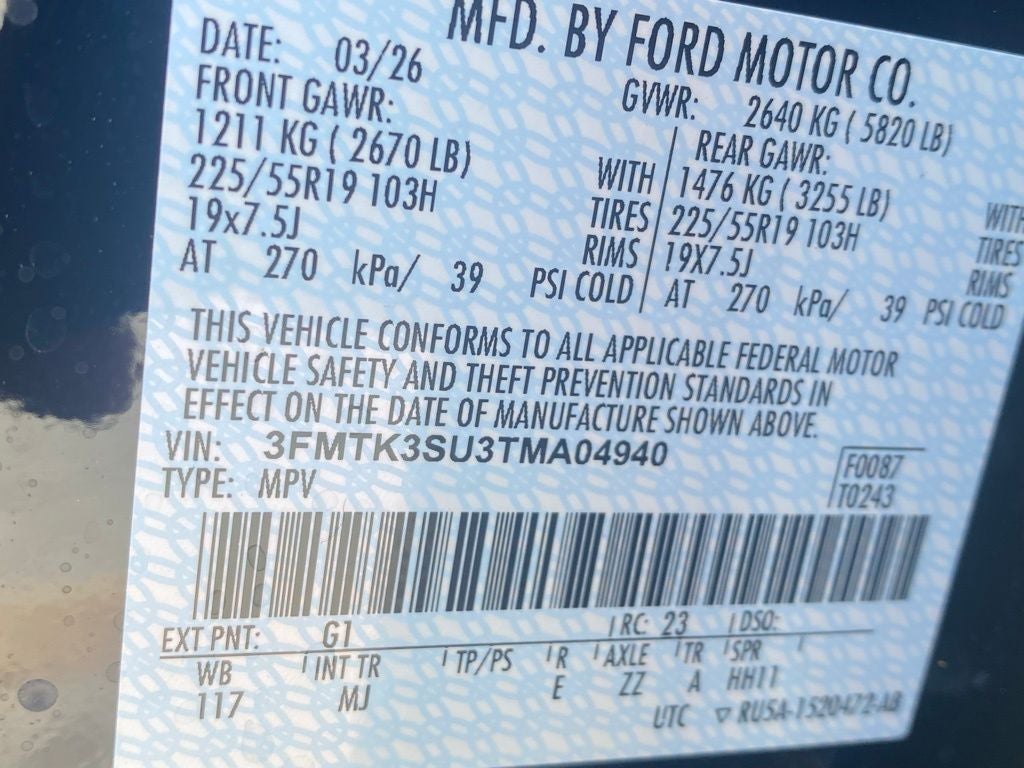 MFD. BY FORD MOTOR CO.
DATE: 03/26 GVWR: 2640 KG ( 5820 LB)
FRONT GAWR: REAR GAWR:
1211 KG ( 2670 LB) WITH 1476 KG ( 3255 LB) WITH
225/55R19 103H TIRES 225/55R19 103H TIRES
19x7.5J RIMS 19X7.5J RIMS
AT 270 kPa/ 39 PSI COLD AT 270 kPa/ 39 PSI COLD
THIS VEHICLE CONFORMS TO ALL APPLICABLE FEDERAL MOTOR
VEHICLE SAFETY AND THEFT PREVENTION STANDARDS IN
EFFECT ON THE DATE OF MANUFACTURE SHOWN ABOVE.
VIN: 3FMTK3SU3TMA04940
TYPE: MPV
F0087
T0243
EXT PNT: G1 RC: 23 DSO:
WB INT TR TP/PS R AXLE TR SPR
117 MJ E ZZ A HH11
UTC ▽ RU5A-1520472-AB